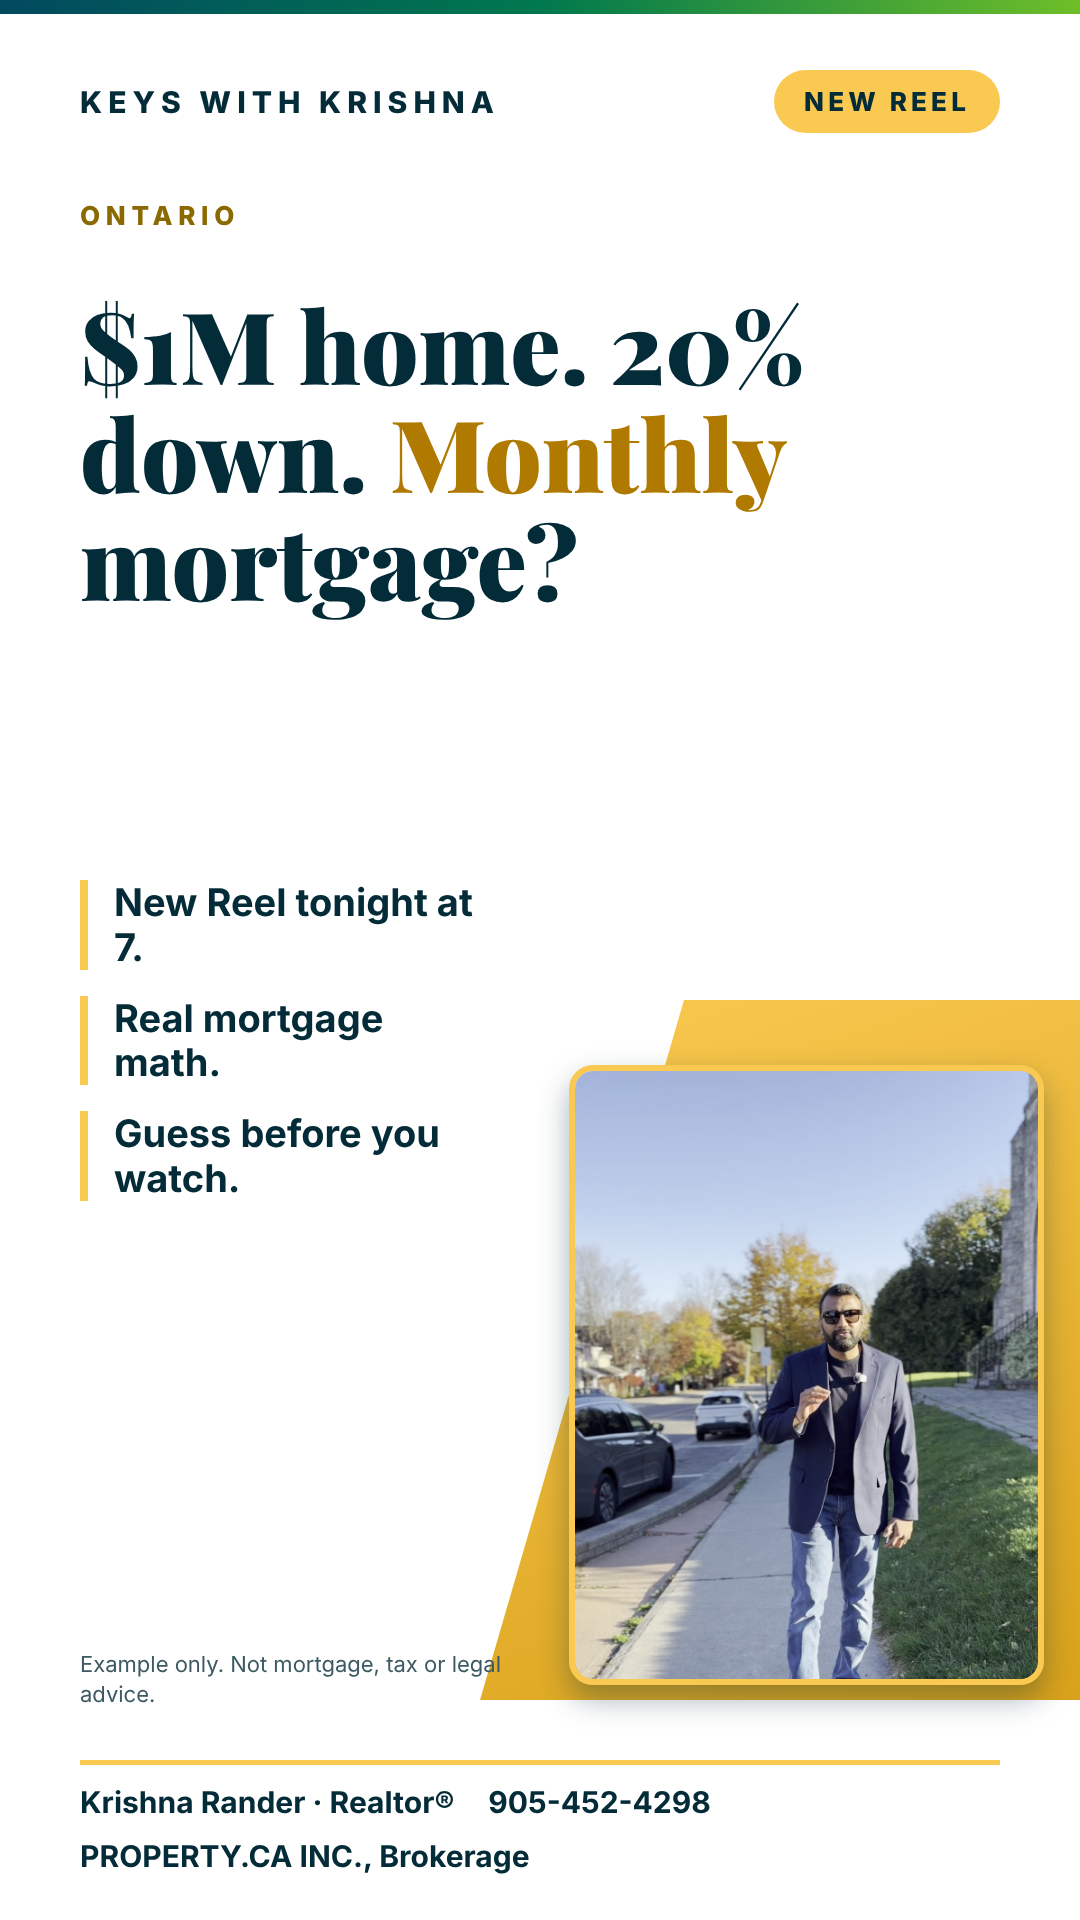 KEYS WITH KRISHNA
NEW REEL
ONTARIO
$1M home. 20%
down. Monthly
mortgage?
New Reel tonight at
7.
Real mortgage
math.
Guess before you
watch.
Example only. Not mortgage, tax or legal
advice.
Krishna Rander · Realtor® 905-452-4298
PROPERTY.CA INC., Brokerage